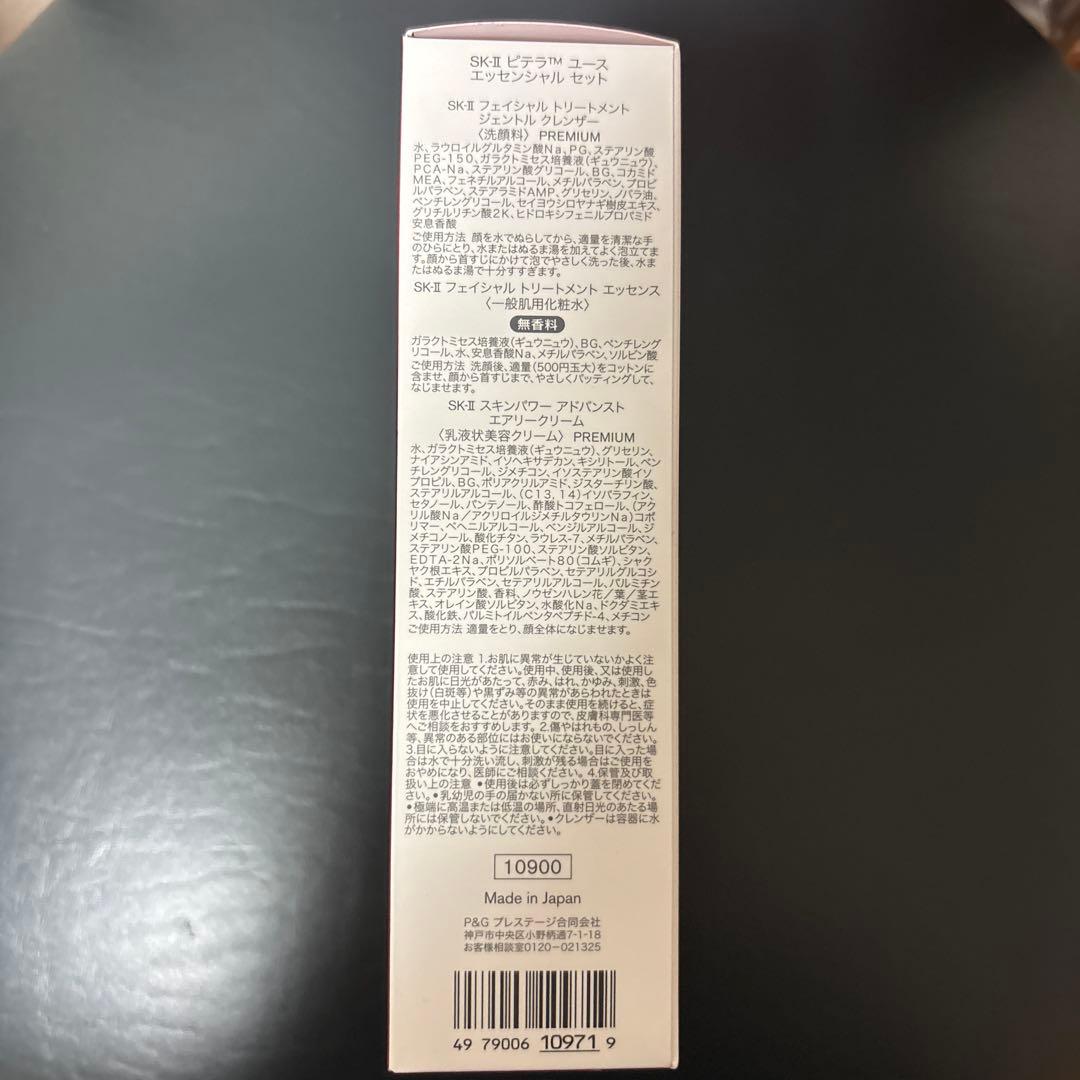 SK-II ピテラ™ ユース
エッセンシャル セット
SK-II フェイシャル トリートメント
ジェントル クレンザー
〈洗顔料〉 PREMIUM
水、ラウロイルグルタミン酸Na、PG、ステアリン酸
PEG-150、ガラクトミセス培養液(ギュウニュウ)、
PCA-Na、ステアリン酸グリコール、BG、コカミド
MEA、フェネチルアルコール、メチルパラベン、プロピ
ルパラベン、ステアラミドAMP、グリセリン、ノバラ油、
ペンチレングリコール、セイヨウシロヤナギ樹皮エキス、
グリチルリチン酸2K、ヒドロキシフェニルプロパミド
安息香酸
ご使用方法 顔を水でぬらしてから、適量を清潔な手
のひらにとり、水またはぬるま湯を加えてよく泡立てま
す。顔から首すじにかけて泡でやさしく洗った後、水ま
たはぬるま湯で十分すすぎます。
SK-II フェイシャル トリートメント エッセンス
〈一般肌用化粧水〉
無香料
ガラクトミセス培養液(ギュウニュウ)、BG、ペンチレング
リコール、水、安息香酸Na、メチルパラベン、ソルビン酸
ご使用方法 洗顔後、適量(500円玉大)をコットンに
含ませ、顔から首すじまで、やさしくパッティングして、
なじませます。
SK-II スキンパワー アドバンスト
エアリークリーム
〈乳液状美容クリーム〉 PREMIUM
水、ガラクトミセス培養液(ギュウニュウ)、グリセリン、
ナイアシンアミド、イソヘキサデカン、キシリトール、ペン
チレングリコール、ジメチコン、イソステアリン酸イソ
プロピル、BG、ポリアクリルアミド、ジスターチリン酸、
ステアリルアルコール、(C13,14)イソパラフィン、
セタノール、パンテノール、酢酸トコフェロール、(アク
リル酸Na/アクリロイルジメチルタウリンNa)コポ
リマー、ベヘニルアルコール、ベンジルアルコール、ジ
メチコノール、酸化チタン、ラウレス-7、メチルパラベン、
ステアリン酸PEG-100、ステアリン酸ソルビタン、
EDTA-2Na、ポリソルベート80(コムギ)、シャク
ヤク根エキス、プロピルパラベン、セテアリルグルコシ
ド、エチルパラベン、セテアリルアルコール、パルミチン
酸、ステアリン酸、香料、ノウゼンハレン花/葉/茎エ
キス、オレイン酸ソルビタン、水酸化Na、ドクダミエキ
ス、酸化鉄、パルミトイルペンタペプチド-4、メチコン
ご使用方法 適量をとり、顔全体になじませます。
使用上の注意 1.お肌に異常が生じていないかよく注
意して使用してください。使用中、使用後、又は使用し
たお肌に日光があたって、赤み、はれ、かゆみ、刺激、色
抜け(白斑等)や黒ずみ等の異常があらわれたときは
使用を中止してください。そのまま使用を続けると、症
状を悪化させることがありますので、皮膚科専門医等
へご相談をおすすめします。 2.傷やはれもの、しっしん
等、異常のある部位にはお使いにならないでください。
3.目に入らないように注意してください。目に入った場
合は水で十分洗い流し、刺激が残る場合はご使用を
おやめになり、医師にご相談ください。 4.保管及び取
扱い上の注意 ●使用後は必ずしっかり蓋を閉めてくだ
さい。●乳幼児の手の届かない所に保管してください。
●極端に高温または低温の場所、直射日光のあたる場
所には保管しないでください。●クレンザーは容器に水
がかからないようにしてください。
10900
Made in Japan
P&G プレステージ合同会社
神戸市中央区小野柄通7-1-18
お客様相談室0120-021325
49 79006 10971 9